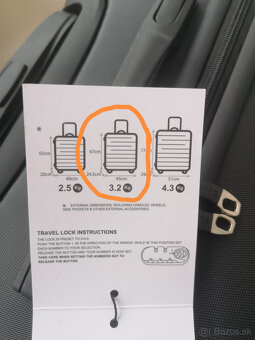 55cm 67cm 77
40cm 45cm 51cm
20cm 24,5cm 28
2.5 KG 3.2 KG 4.3 KG
EXTERNAL DIMENSIONS: INCLUDING HANDLES, WHEELS,
SIDE POCKETS & OTHER EXTERNAL ACCESSORIES.
TRAVEL LOCK INSTRUCTIONS
THE LOCK IS PRESET TO 0.0.0.
PUSH THE BUTTON 1, IN THE DIRECTION OF THE ARROW, WHILE IN THIS POSITION SET
EACH NUMBER TO YOUR SELECTION.
RELEASE THE BUTTON AND YOUR NUMBER IS NOW SET
TAKE CARE WHEN SETTING THE NUMBERS NOT TO
RELEASE THE BUTTON
bazos.sk